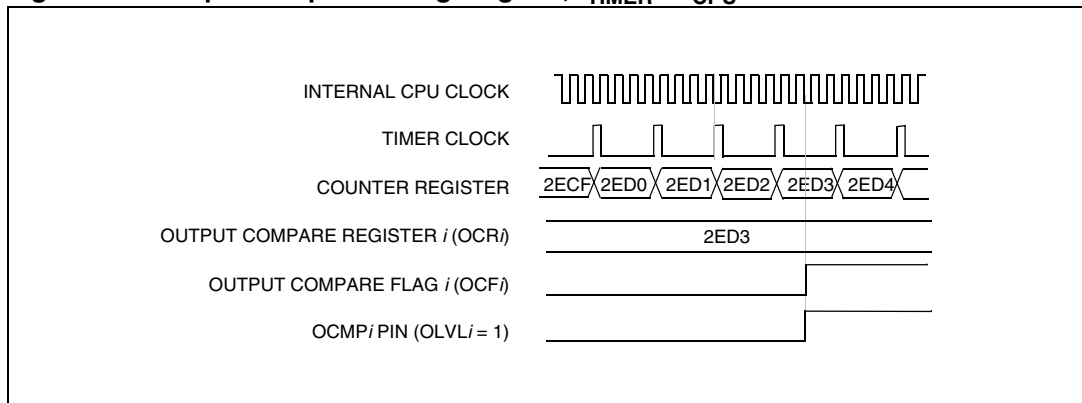 INTERNAL CPU CLOCK
TIMER CLOCK
COUNTER REGISTER 2ECF 2ED0 2ED1 2ED2 2ED3 2ED4
OUTPUT COMPARE REGISTER i (OCRi) 2ED3
OUTPUT COMPARE FLAG i (OCFi)
OCMPi PIN (OLVLi = 1)